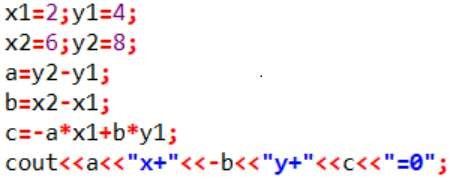 x1=2;y1=4;
x2=6;y2=8;
a=y2-y1;
b=x2-x1;
c=-a*x1+b*y1;
cout<<a<<"x+"<<-b<<"y+"<<c<<"=0";